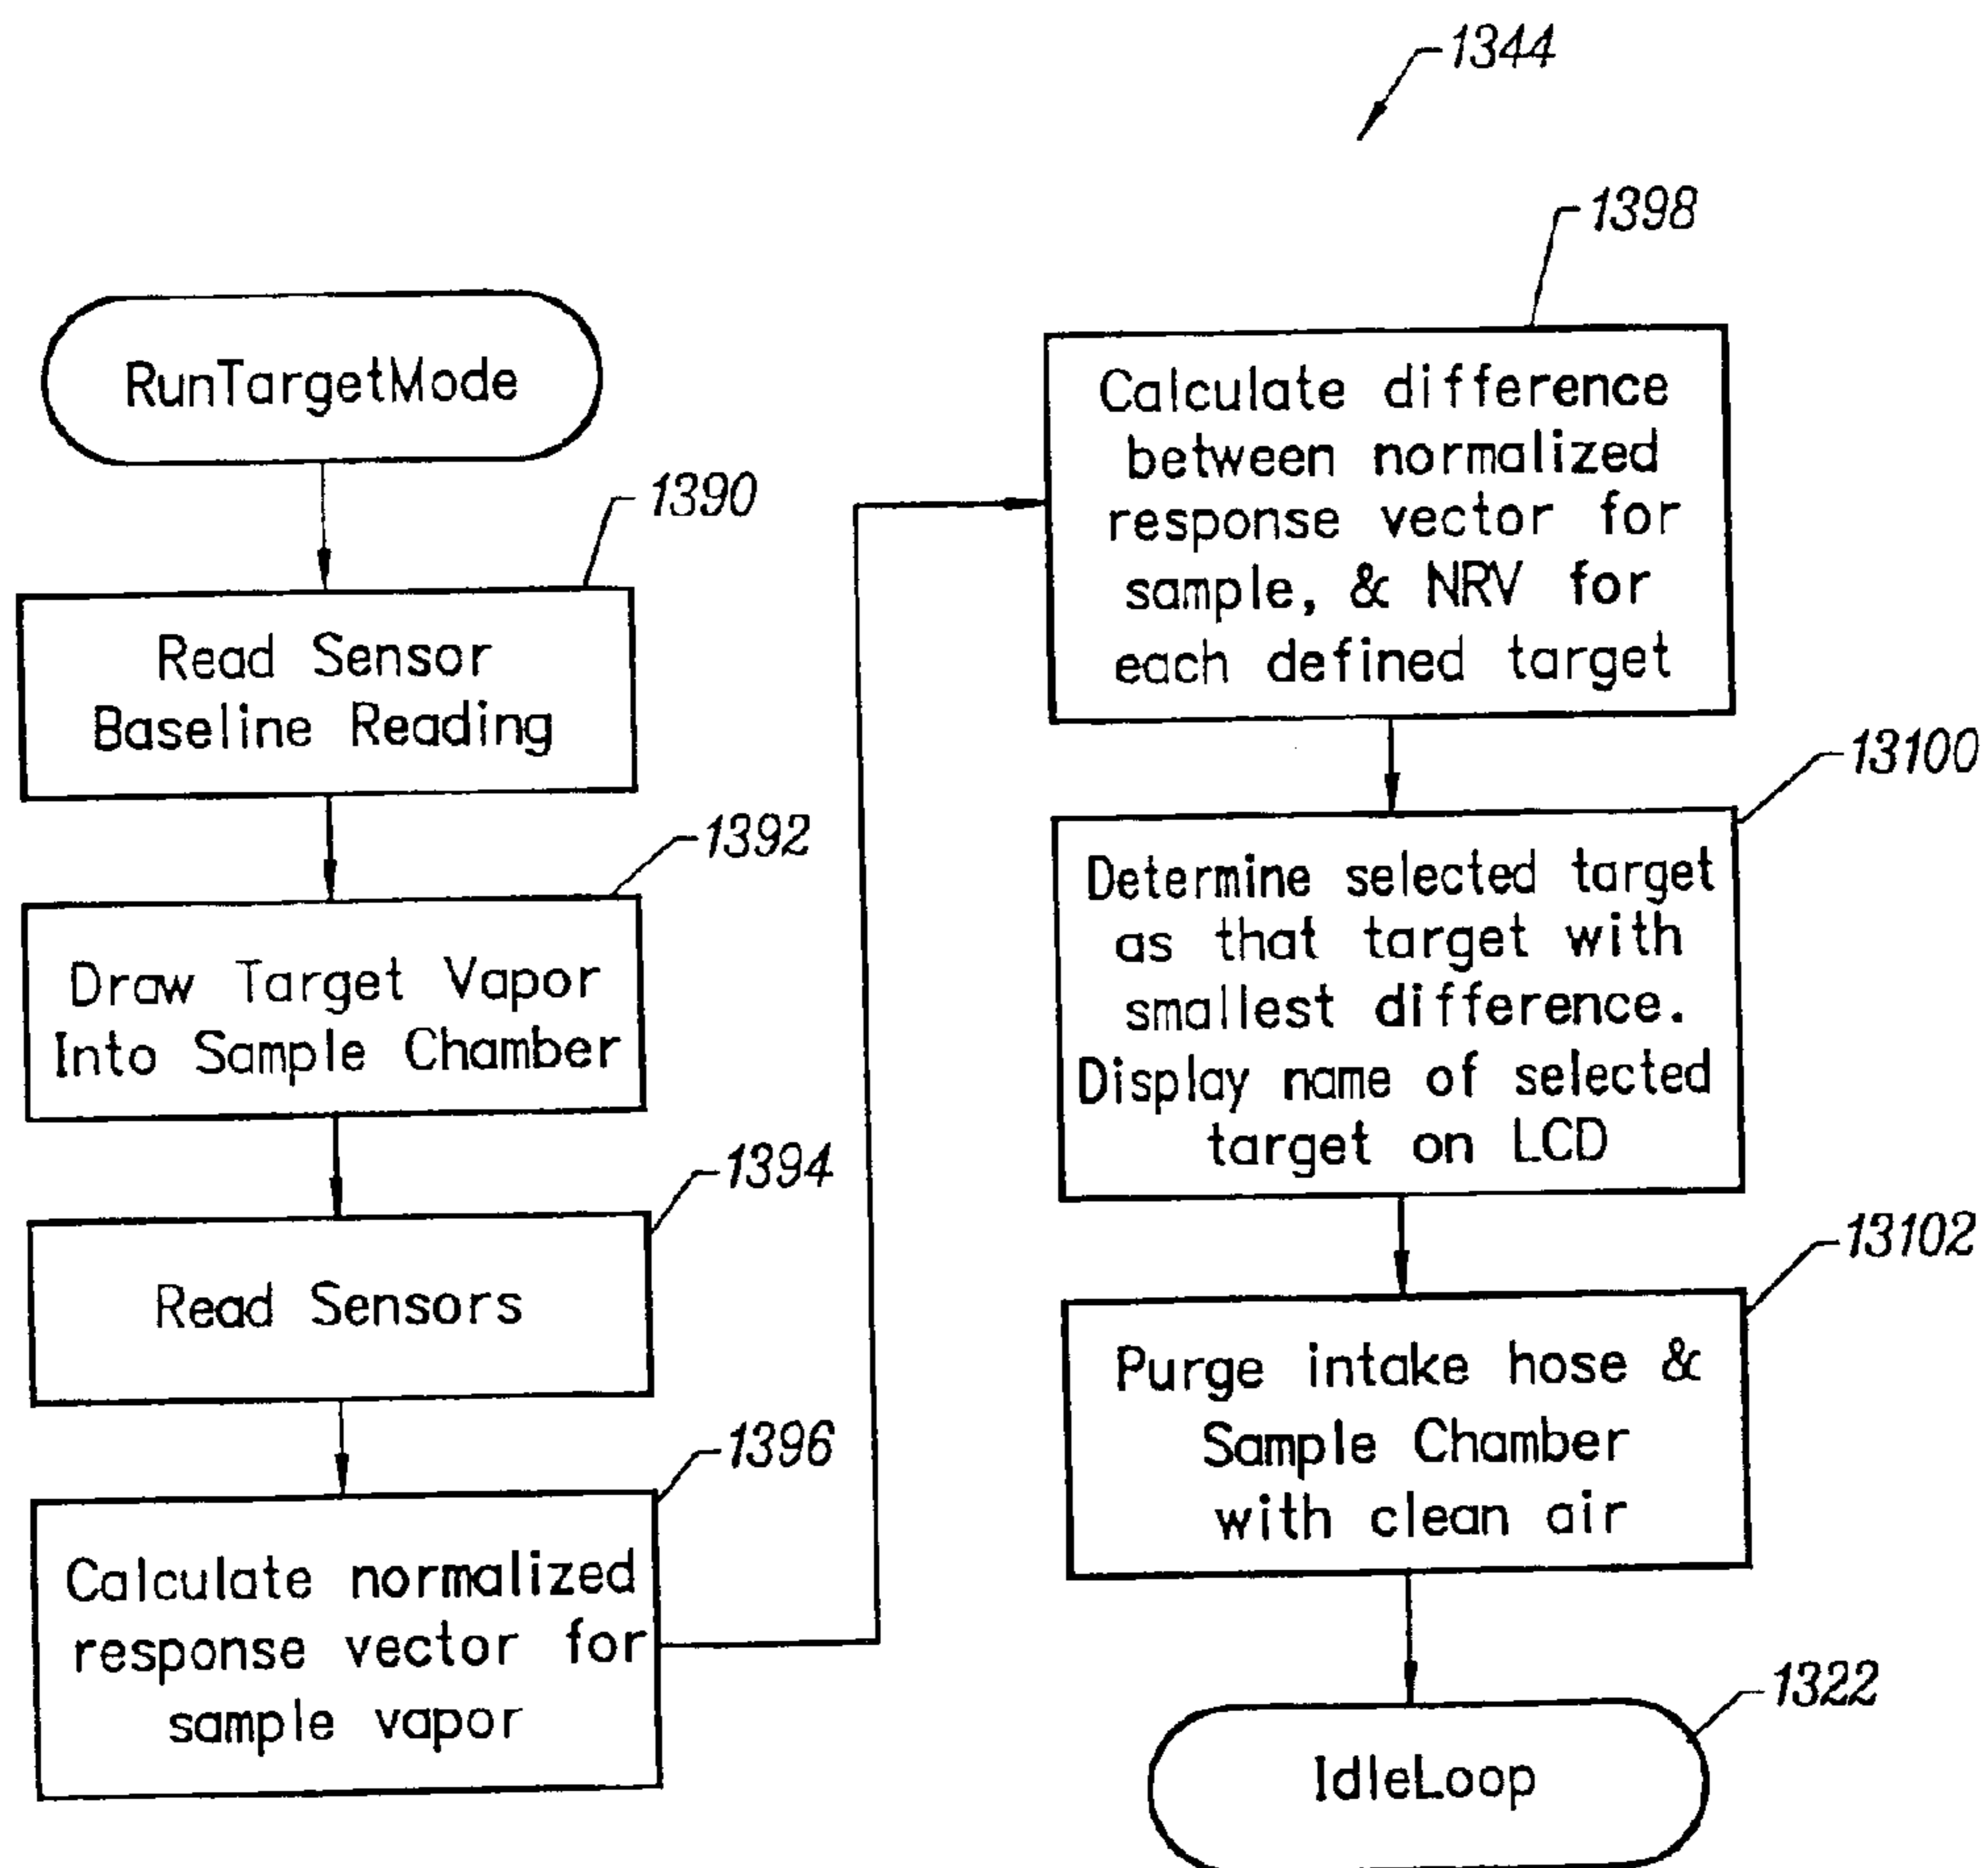 1344
RunTargetMode
1390
Read Sensor
Baseline Reading
1392
Draw Target Vapor
Into Sample Chamber
1394
Read Sensors
1396
Calculate normalized
response vector for
sample vapor
1398
Calculate difference
between normalized
response vector for
sample, & NRV for
each defined target
13100
Determine selected target
as that target with
smallest difference.
Display name of selected
target on LCD
13102
Purge intake hose &
Sample Chamber
with clean air
1322
IdleLoop